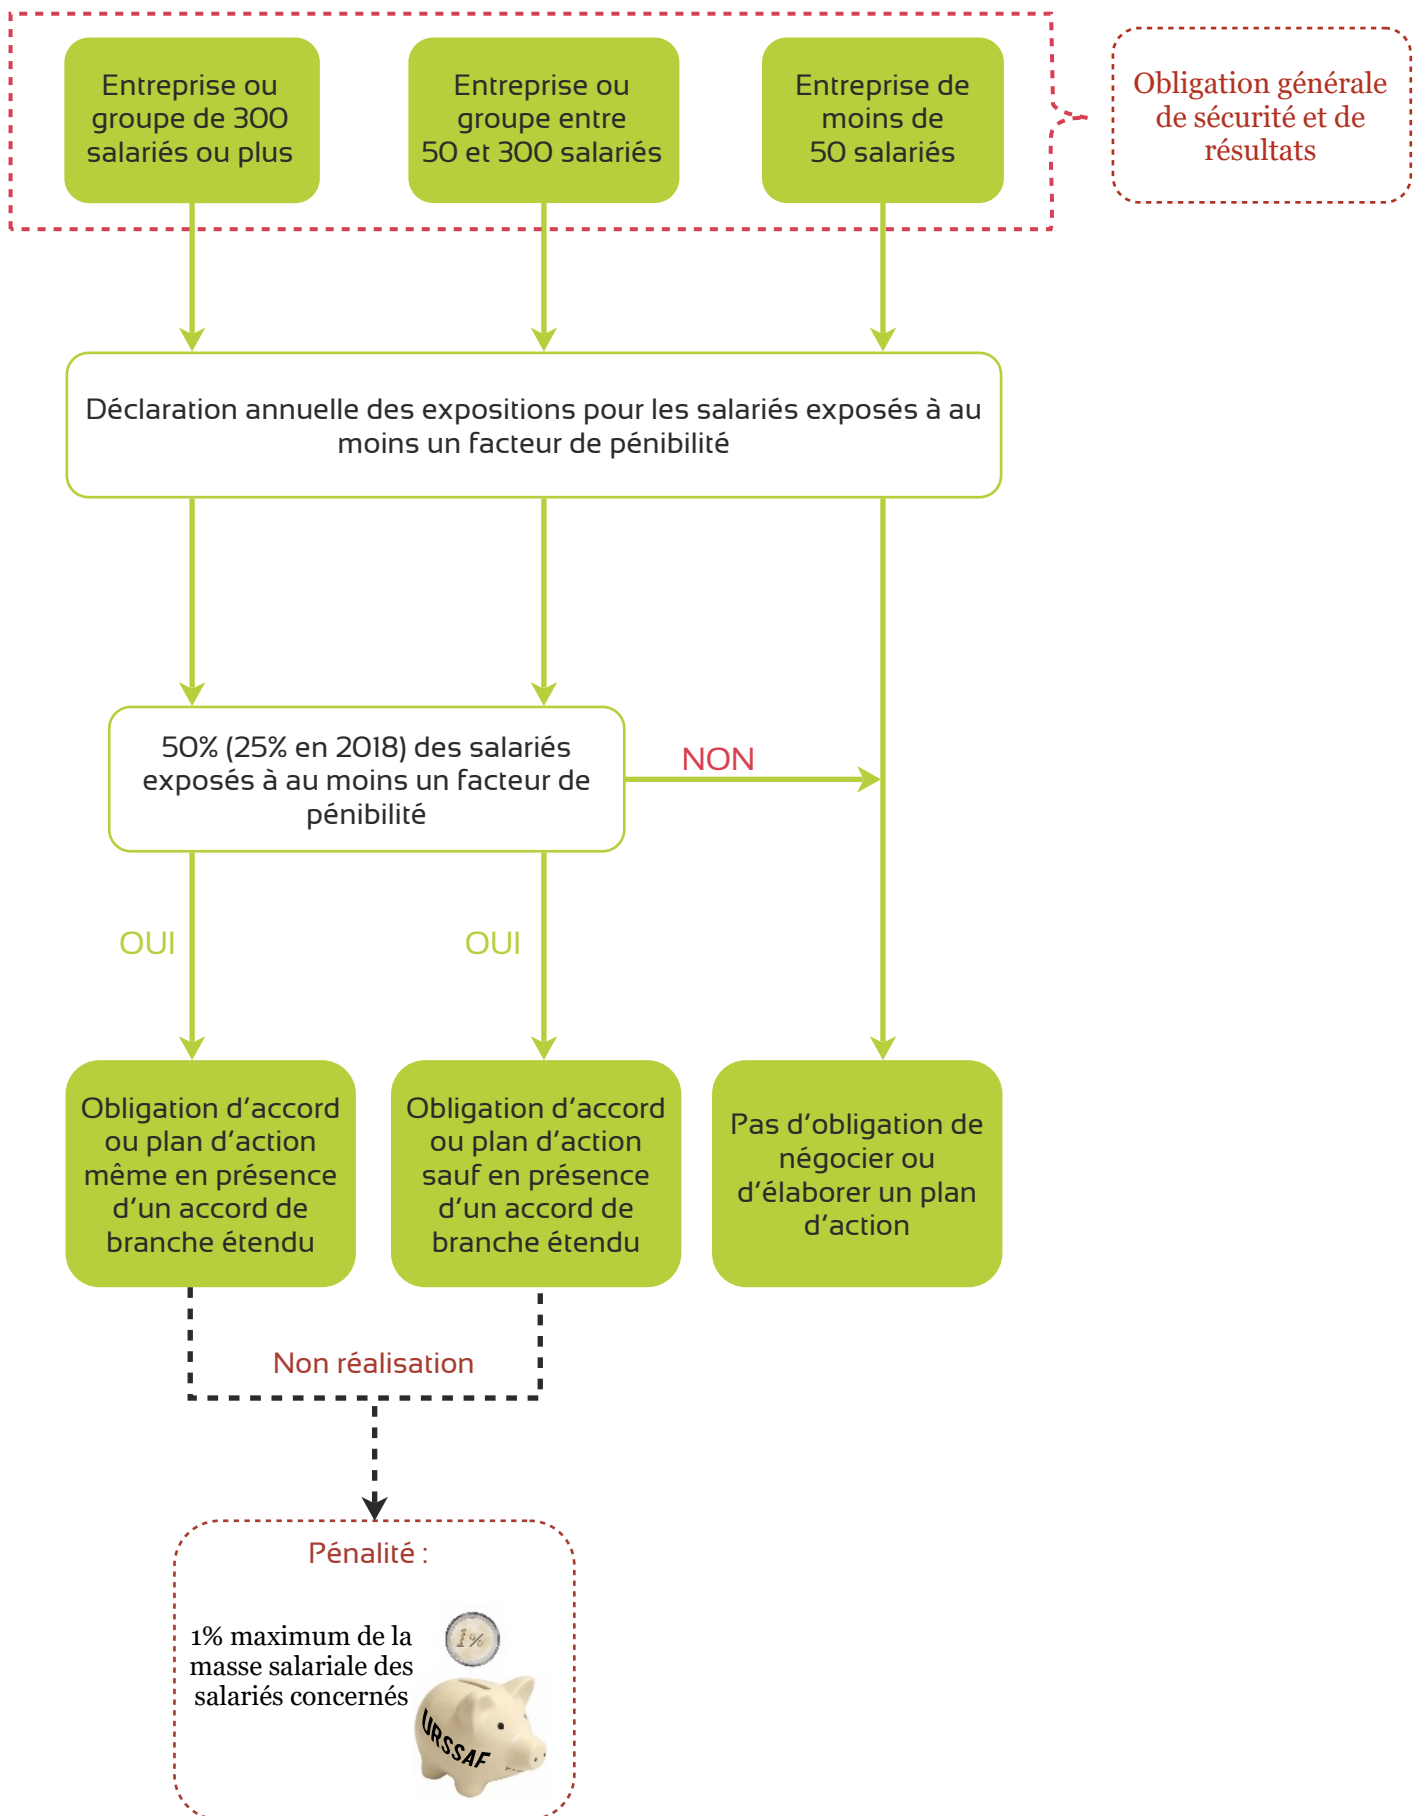 Entreprise ou
groupe de 300
salariés ou plus
Entreprise ou
groupe entre
50 et 300 salariés
Entreprise de
moins de
50 salariés
Obligation générale
de sécurité et de
résultats
Déclaration annuelle des expositions pour les salariés exposés à au
moins un facteur de pénibilité
50% (25% en 2018) des salariés
exposés à au moins un facteur de
pénibilité
NON
OUI
OUI
Obligation d'accord
ou plan d'action
même en présence
d'un accord de
branche étendu
Obligation d'accord
ou plan d'action
sauf en présence
d'un accord de
branche étendu
Pas d'obligation de
négocier ou
d'élaborer un plan
d'action
Non réalisation
Pénalité :
1% maximum de la
masse salariale des
salariés concernés
1%
URSSAF